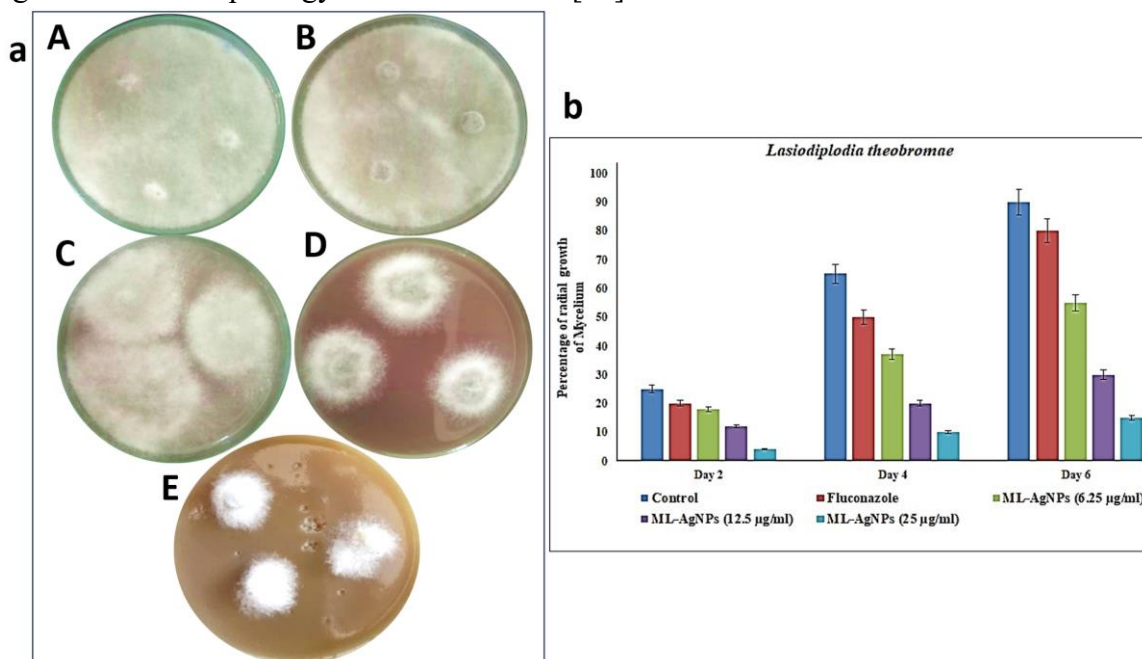 a
A
B
C
D
E
b
Lasiodiplodia theobromae
Percentage of radial growth
of Mycelium
100
90
80
70
60
50
40
30
20
10
0
Day 2
Day 4
Day 6
Control
Fluconazole
ML-AgNPs (6.25 µg/ml)
ML-AgNPs (12.5 µg/ml)
ML-AgNPs (25 µg/ml)